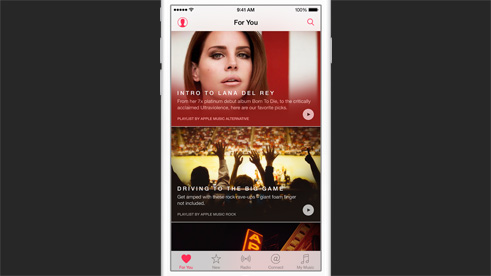 9:41 AM
100%
For You
INTRO TO LANA DEL REY
From her 7x platinum debut album Born To Die, to the critically
acclaimed Ultraviolence, here are our favorite picks.
PLAYLIST BY APPLE MUSIC ALTERNATIVE
DRIVING TO THE BIG GAME
Get amped with these rock rave-ups – giant foam finger
not included.
PLAYLIST BY APPLE MUSIC ROCK
For You
New
Radio
Connect
My Music